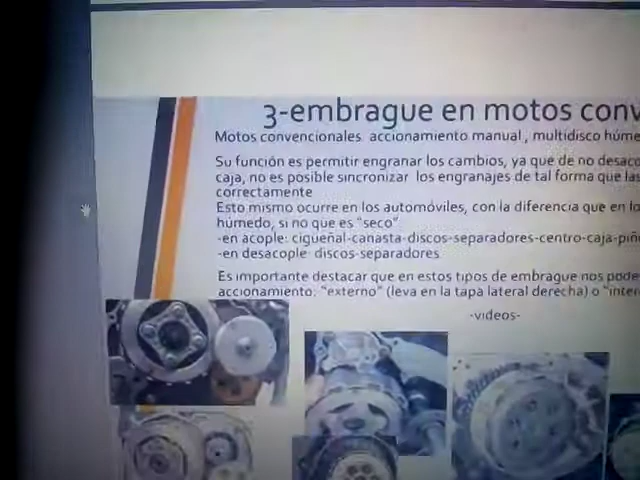 3-embrague en motos conv
Motos convencionales: accionamiento manual, multidisco húme
Su función es permitir engranar los cambios, ya que de no desaco
caja, no es posible sincronizar los engranajes de tal forma que las
correctamente
Esto mismo ocurre en los automóviles, con la diferencia que en lo
húmedo, si no que es "seco"
-en acople: cigueñal-canasta-discos-separadores-centro-caja-piñ
-en desacople: discos-separadores
Es importante destacar que en estos tipos de embrague nos pode
accionamiento: "externo" (leva en la tapa lateral derecha) o "inter
-videos-